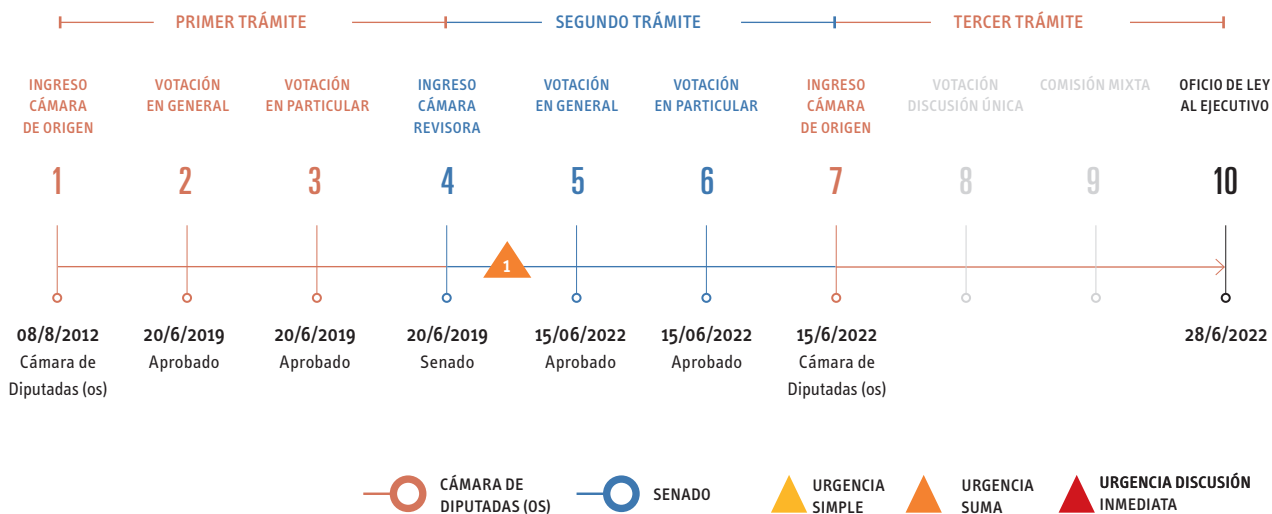 PRIMER TRÁMITE
SEGUNDO TRÁMITE
TERCER TRÁMITE
INGRESO
CÁMARA
DE ORIGEN
VOTACIÓN
EN GENERAL
VOTACIÓN
EN PARTICULAR
INGRESO
CÁMARA
REVISORA
VOTACIÓN
EN GENERAL
VOTACIÓN
EN PARTICULAR
INGRESO
CÁMARA
DE ORIGEN
VOTACIÓN
DISCUSIÓN ÚNICA
COMISIÓN MIXTA
OFICIO DE LEY
AL EJECUTIVO
1
2
3
4
5
6
7
8
9
10
1
08/8/2012
Cámara de
Diputadas (os)
20/6/2019
Aprobado
20/6/2019
Aprobado
20/6/2019
Senado
15/06/2022
Aprobado
15/06/2022
Aprobado
15/6/2022
Cámara de
Diputadas (os)
28/6/2022
CÁMARA DE
DIPUTADAS (OS)
SENADO
URGENCIA
SIMPLE
URGENCIA
SUMA
URGENCIA DISCUSIÓN
INMEDIATA